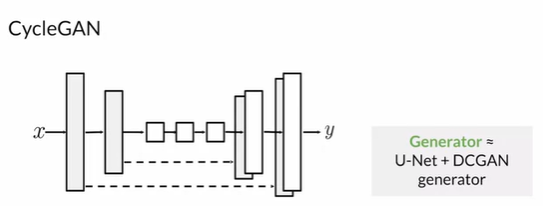 CycleGAN
x
y
Generator ≈
U-Net + DCGAN
generator